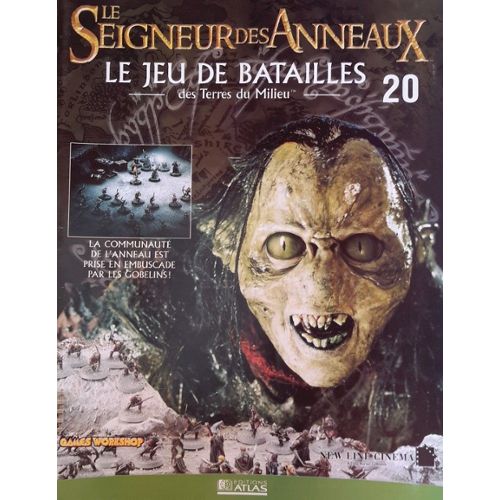 LE
SEIGNEUR DES ANNEAUX
LE JEU DE BATAILLES
des Terres du Milieu™
20
LA COMMUNAUTÉ
DE L'ANNEAU EST
PRISE EN EMBUSCADE
PAR LES GOBELINS!
GAMES WORKSHOP
NEW LINE CINEMA
EDITIONS
ATLAS